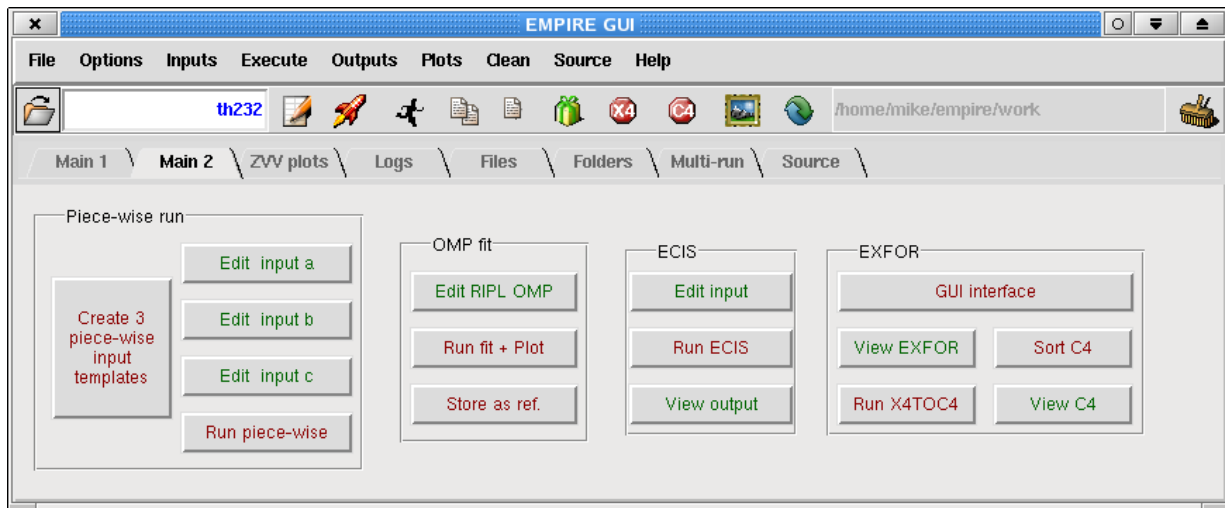 EMPIRE GUI
File Options Inputs Execute Outputs Plots Clean Source Help
th232 X4 C4 /home/mike/empire/work
Main 1 Main 2 ZVV plots Logs Files Folders Multi-run Source
Piece-wise run
Create 3
piece-wise
input
templates
Edit input a
Edit input b
Edit input c
Run piece-wise
OMP fit
Edit RIPL OMP
Run fit + Plot
Store as ref.
ECIS
Edit input
Run ECIS
View output
EXFOR
GUI interface
View EXFOR Sort C4
Run X4TOC4 View C4